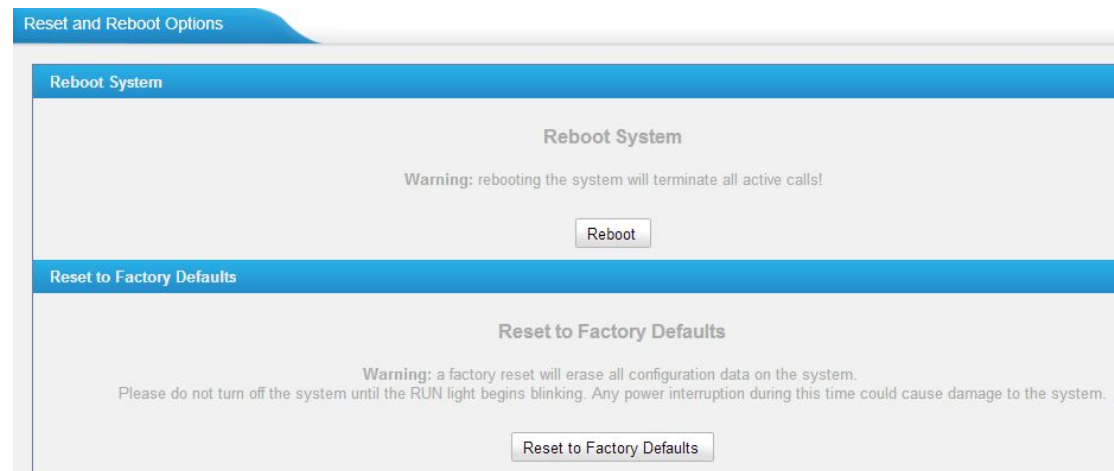 Reset and Reboot Options
Reboot System
Reboot System
Warning: rebooting the system will terminate all active calls!
Reboot
Reset to Factory Defaults
Reset to Factory Defaults
Warning: a factory reset will erase all configuration data on the system.
Please do not turn off the system until the RUN light begins blinking. Any power interruption during this time could cause damage to the system.
Reset to Factory Defaults